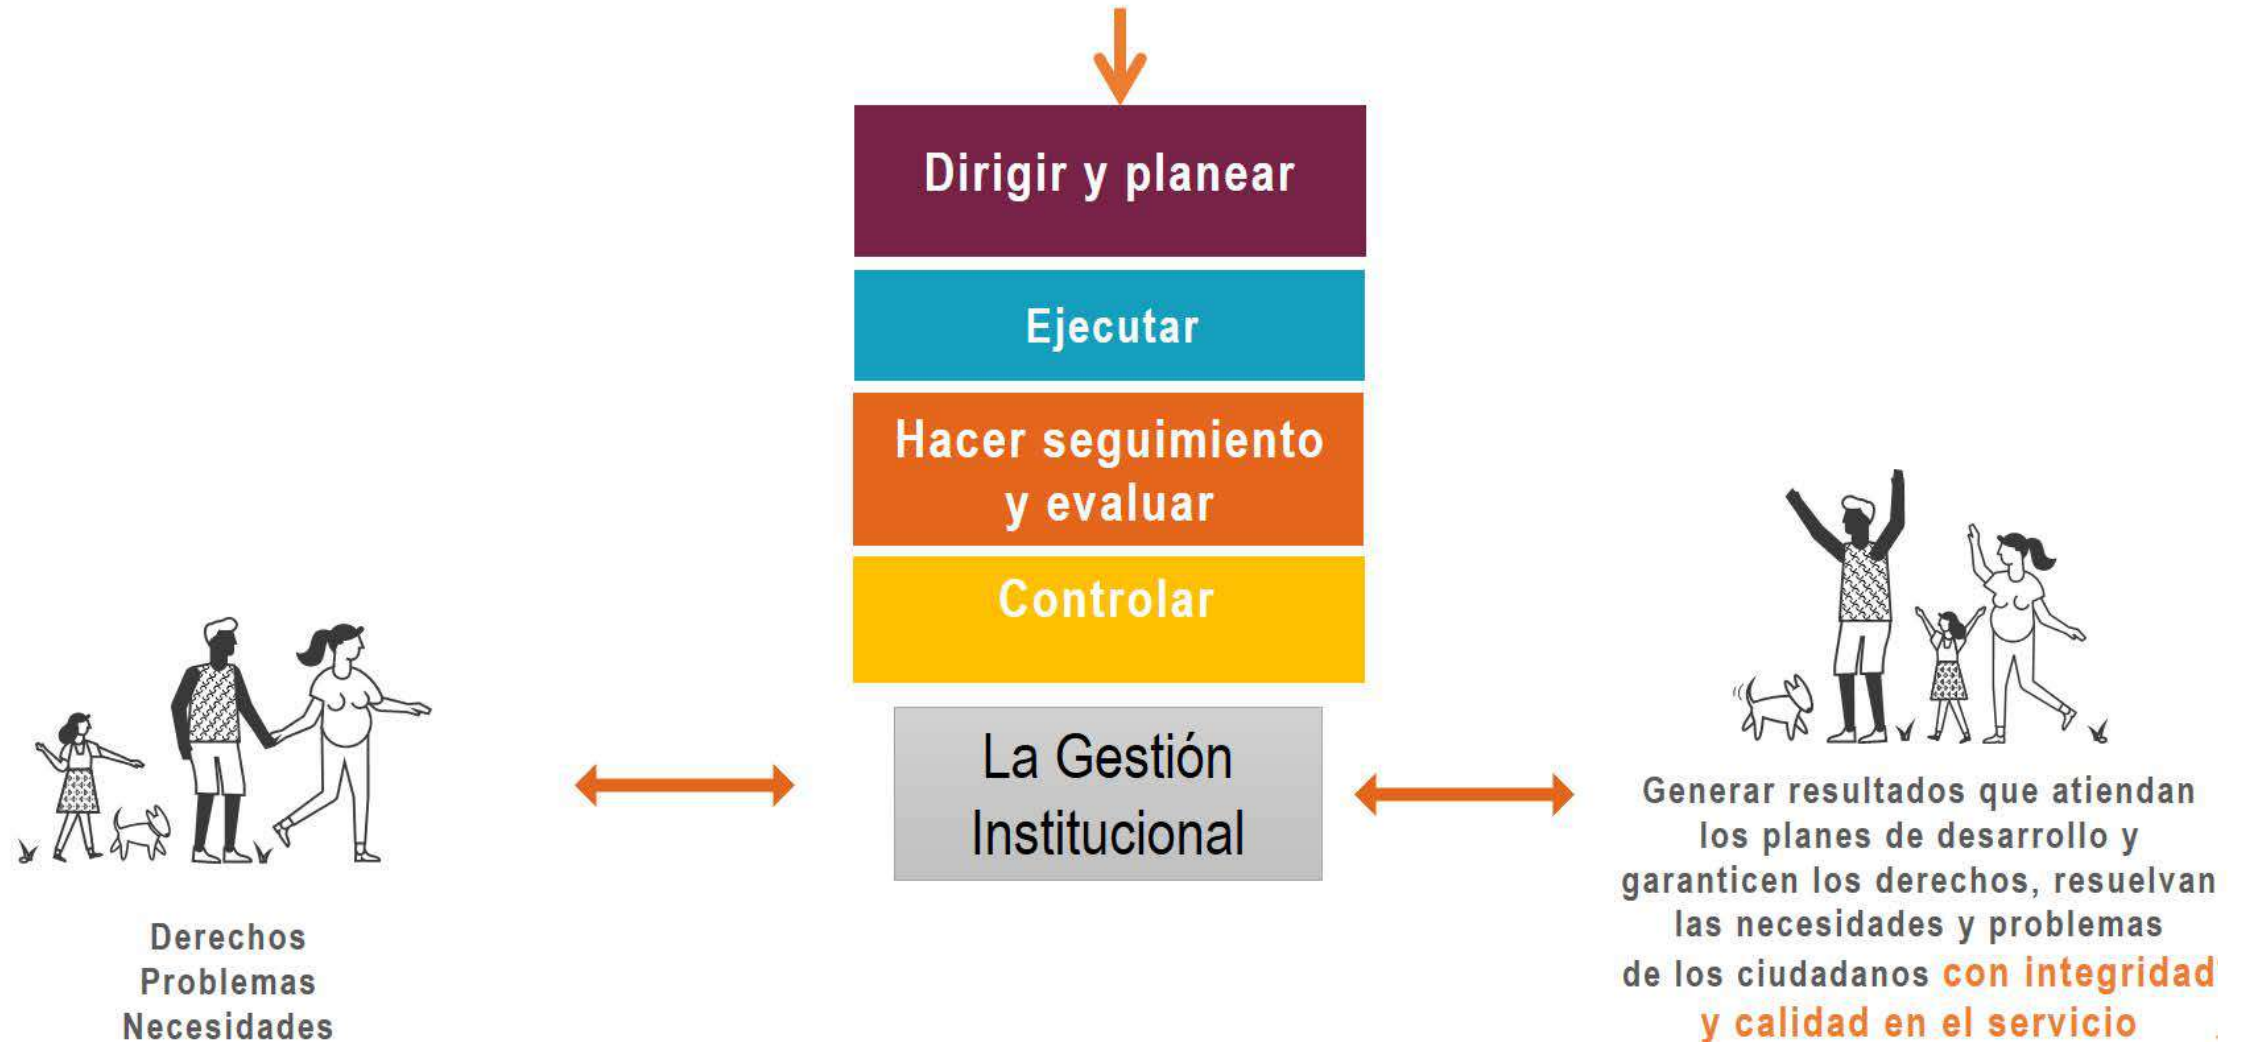 Dirigir y planear
Ejecutar
Hacer seguimiento
y evaluar
Controlar
La Gestión
Institucional
Derechos
Problemas
Necesidades
Generar resultados que atiendan
los planes de desarrollo y
garanticen los derechos, resuelvan
las necesidades y problemas
de los ciudadanos con integridad
y calidad en el servicio